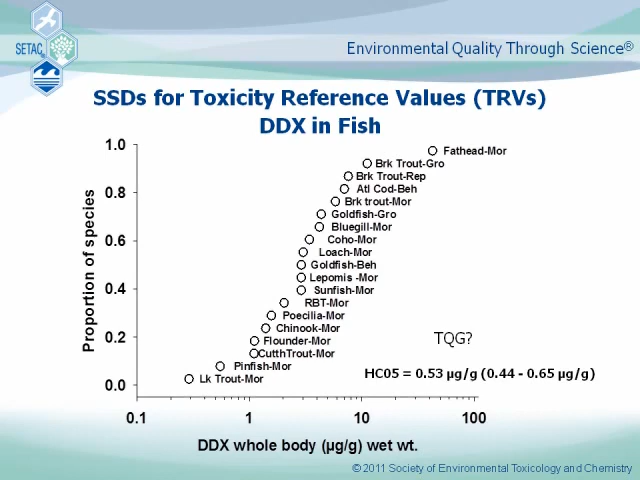 SETAC
Environmental Quality Through Science®
SSDs for Toxicity Reference Values (TRVs)
DDX in Fish
Proportion of species
1.0
0.8
0.6
0.4
0.2
0.0
Fathead-Mor
Brk Trout-Gro
Brk Trout-Rep
Atl Cod-Beh
Brk trout-Mor
Goldfish-Gro
Bluegill-Mor
Coho-Mor
Loach-Mor
Goldfish-Beh
Lepomis -Mor
Sunfish-Mor
RBT-Mor
Poecilia-Mor
Chinook-Mor
Flounder-Mor
CutthTrout-Mor
Pinfish-Mor
Lk Trout-Mor
TQG?
HC05 = 0.53 µg/g (0.44 - 0.65 µg/g)
0.1 1 10 100
DDX whole body (µg/g) wet wt.
© 2011 Society of Environmental Toxicology and Chemistry